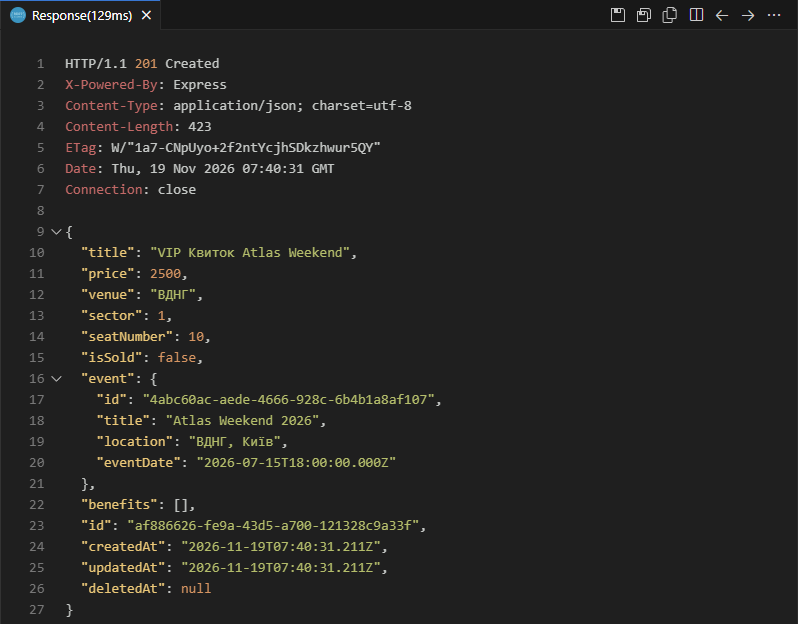 Response(129ms)
1 HTTP/1.1 201 Created
2 X-Powered-By: Express
3 Content-Type: application/json; charset=utf-8
4 Content-Length: 423
5 ETag: W/"1a7-CNpUyo+2f2ntYcjhSDkzhwur5QY"
6 Date: Thu, 19 Nov 2026 07:40:31 GMT
7 Connection: close
8
9 {
10 "title": "VIP Квиток Atlas Weekend",
11 "price": 2500,
12 "venue": "ВДНГ",
13 "sector": 1,
14 "seatNumber": 10,
15 "isSold": false,
16 "event": {
17 "id": "4abc60ac-aede-4666-928c-6b4b1a8af107",
18 "title": "Atlas Weekend 2026",
19 "location": "ВДНГ, Київ",
20 "eventDate": "2026-07-15T18:00:00.000Z"
21 },
22 "benefits": [],
23 "id": "af886626-fe9a-43d5-a700-121328c9a33f",
24 "createdAt": "2026-11-19T07:40:31.211Z",
25 "updatedAt": "2026-11-19T07:40:31.211Z",
26 "deletedAt": null
27 }